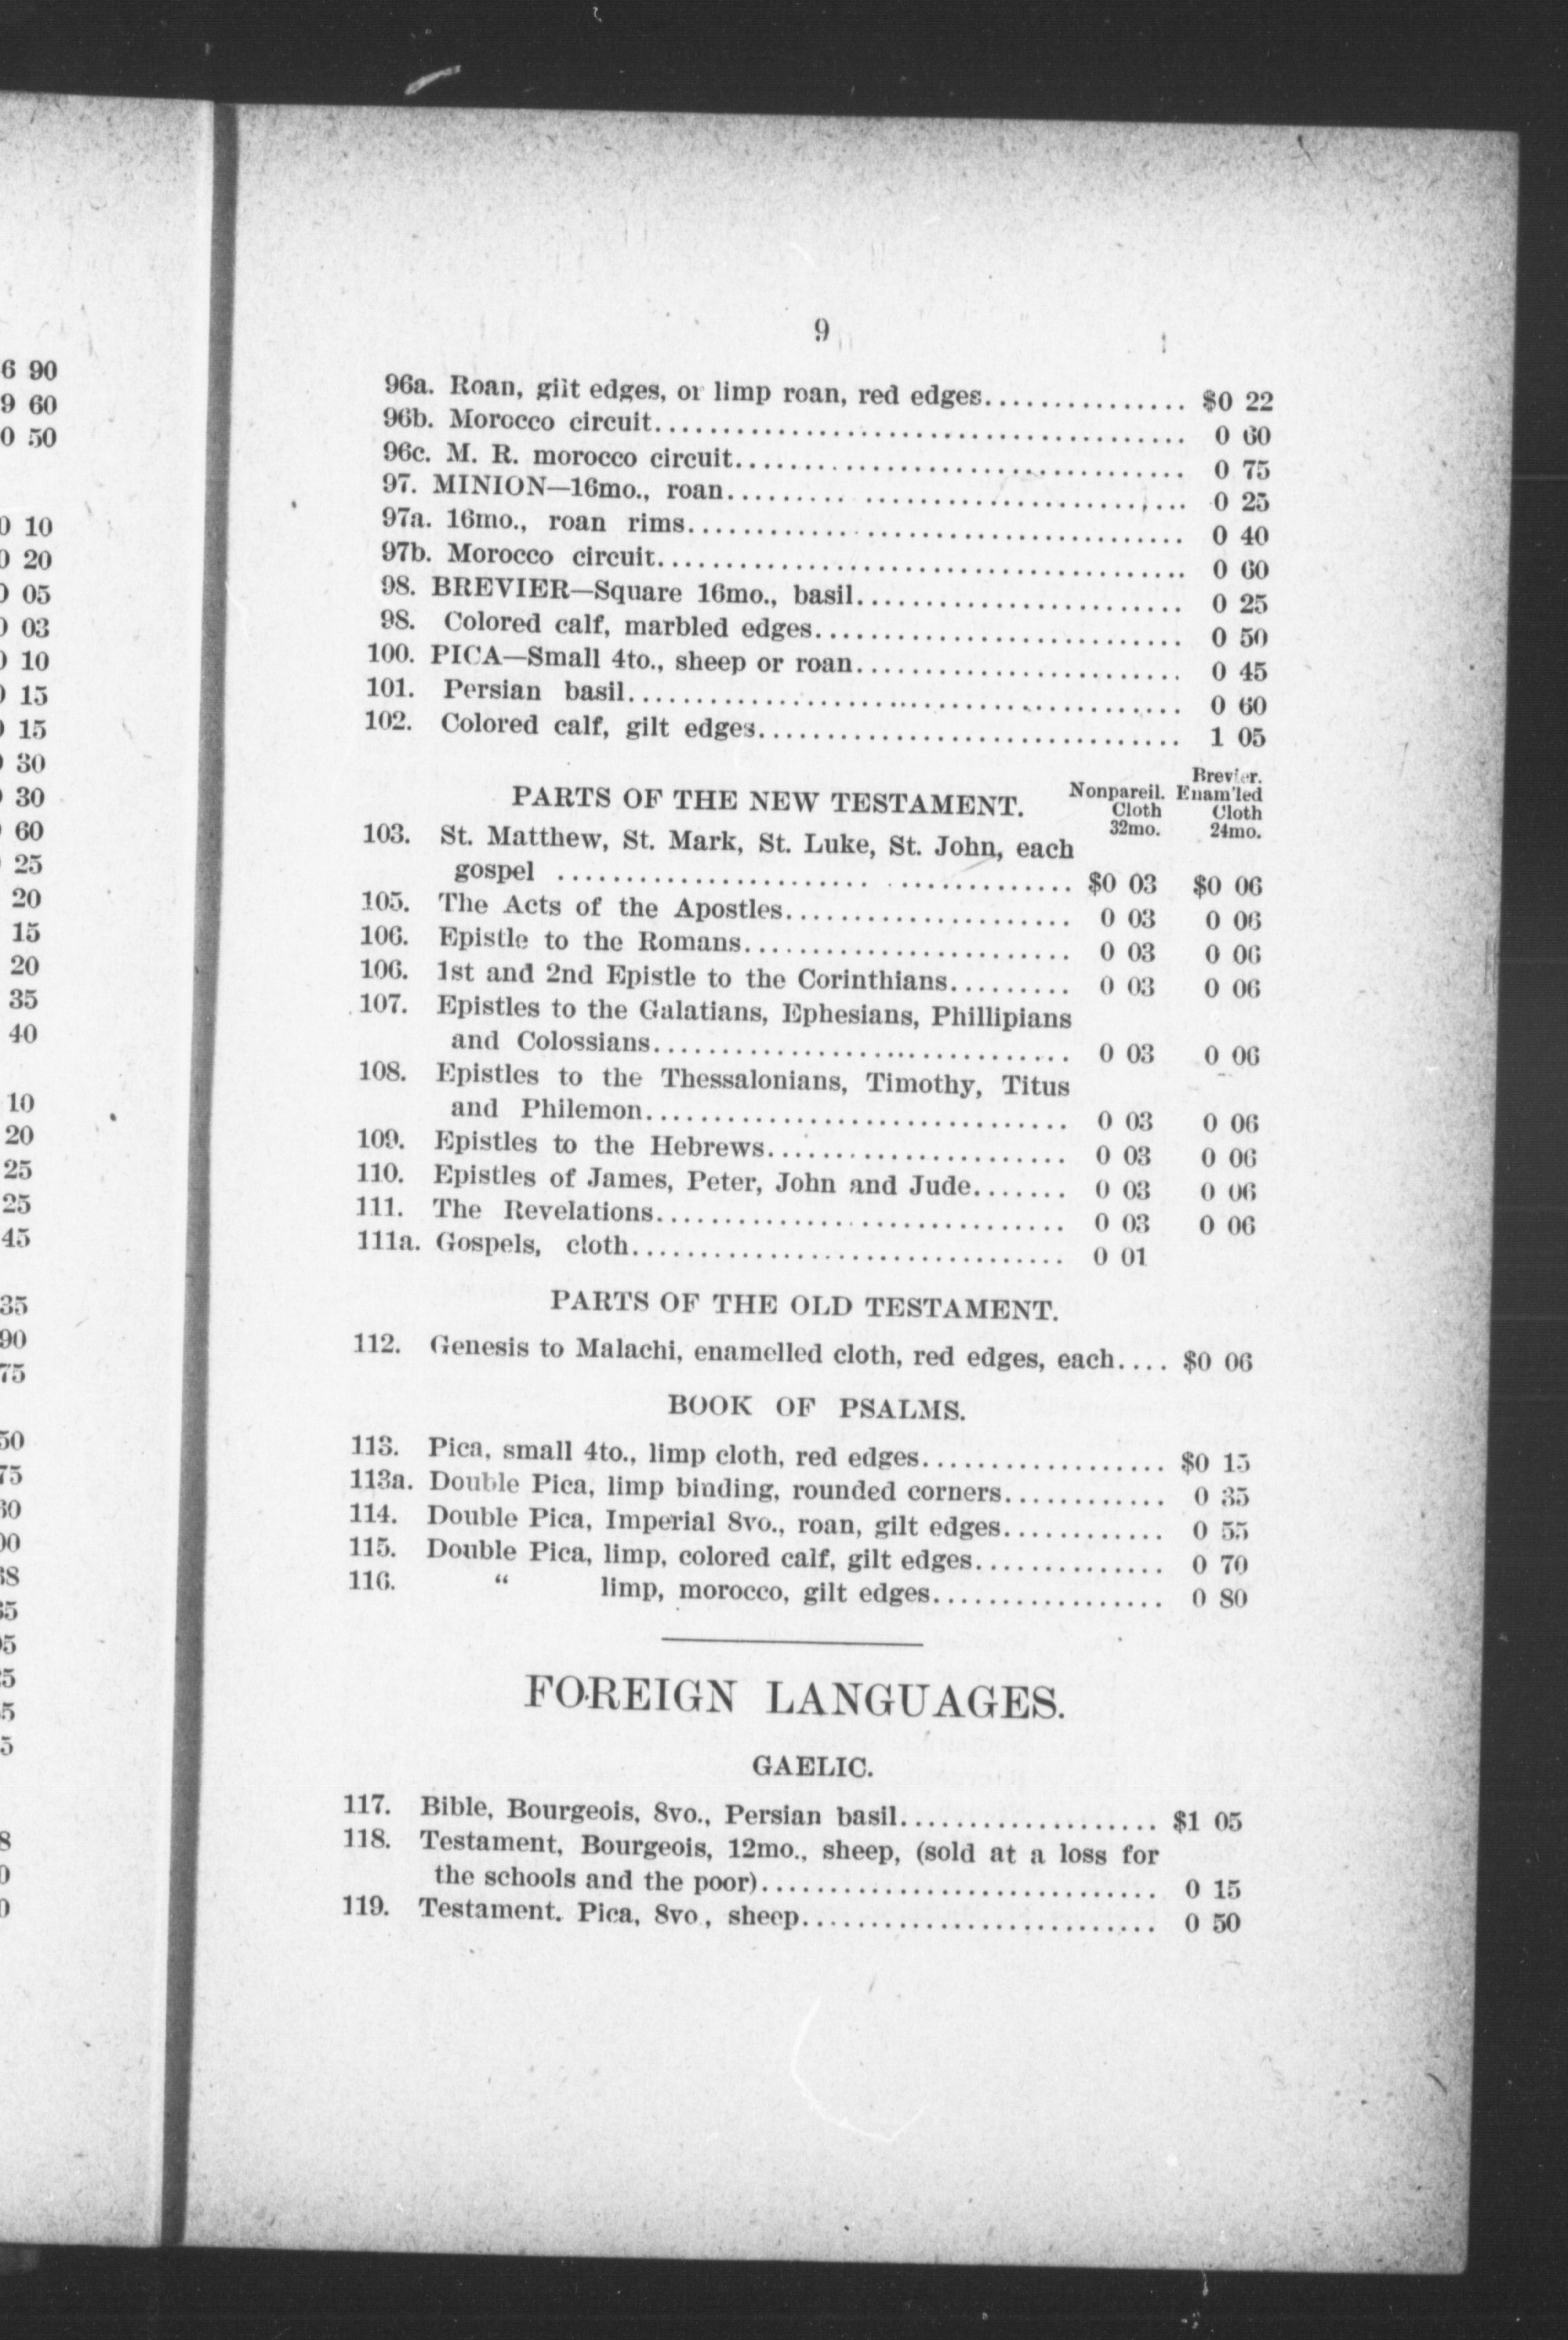 9
96a. Roan, gilt edges, or limp roan, red edges................ $0 22
96b. Morocco circuit....................................... 0 60
96c. M. R. morocco circuit................................. 0 75
97. MINION—16mo., roan.................................. 0 25
97a. 16mo., roan rims.................................... 0 40
97b. Morocco circuit....................................... 0 60
98. BREVIER—Square 16mo., basil........................ 0 25
98. Colored calf, marbled edges........................... 0 50
100. PICA—Small 4to., sheep or roan........................ 0 45
101. Persian basil........................................ 0 60
102. Colored calf, gilt edges............................... 1 05
PARTS OF THE NEW TESTAMENT. Nonpareil. Cloth 32mo. Brevier. Enam'led Cloth 24mo.
103. St. Matthew, St. Mark, St. Luke, St. John, each
gospel ..................................... $0 03 $0 06
105. The Acts of the Apostles..................... 0 03 0 06
106. Epistle to the Romans........................ 0 03 0 06
106. 1st and 2nd Epistle to the Corinthians......... 0 03 0 06
107. Epistles to the Galatians, Ephesians, Phillipians
and Colossians............................... 0 03 0 06
108. Epistles to the Thessalonians, Timothy, Titus
and Philemon............................... 0 03 0 06
109. Epistles to the Hebrews...................... 0 03 0 06
110. Epistles of James, Peter, John and Jude....... 0 03 0 06
111. The Revelations.............................. 0 03 0 06
111a. Gospels, cloth................................ 0 01
PARTS OF THE OLD TESTAMENT.
112. Genesis to Malachi, enamelled cloth, red edges, each.... $0 06
BOOK OF PSALMS.
113. Pica, small 4to., limp cloth, red edges.................. $0 15
113a. Double Pica, limp binding, rounded corners............ 0 35
114. Double Pica, Imperial 8vo., roan, gilt edges............ 0 55
115. Double Pica, limp, colored calf, gilt edges.............. 0 70
116. “ limp, morocco, gilt edges................. 0 80
FOREIGN LANGUAGES.
GAELIC.
117. Bible, Bourgeois, 8vo., Persian basil................... $1 05
118. Testament, Bourgeois, 12mo., sheep, (sold at a loss for
the schools and the poor)............................. 0 15
119. Testament. Pica, 8vo., sheep.......................... 0 50